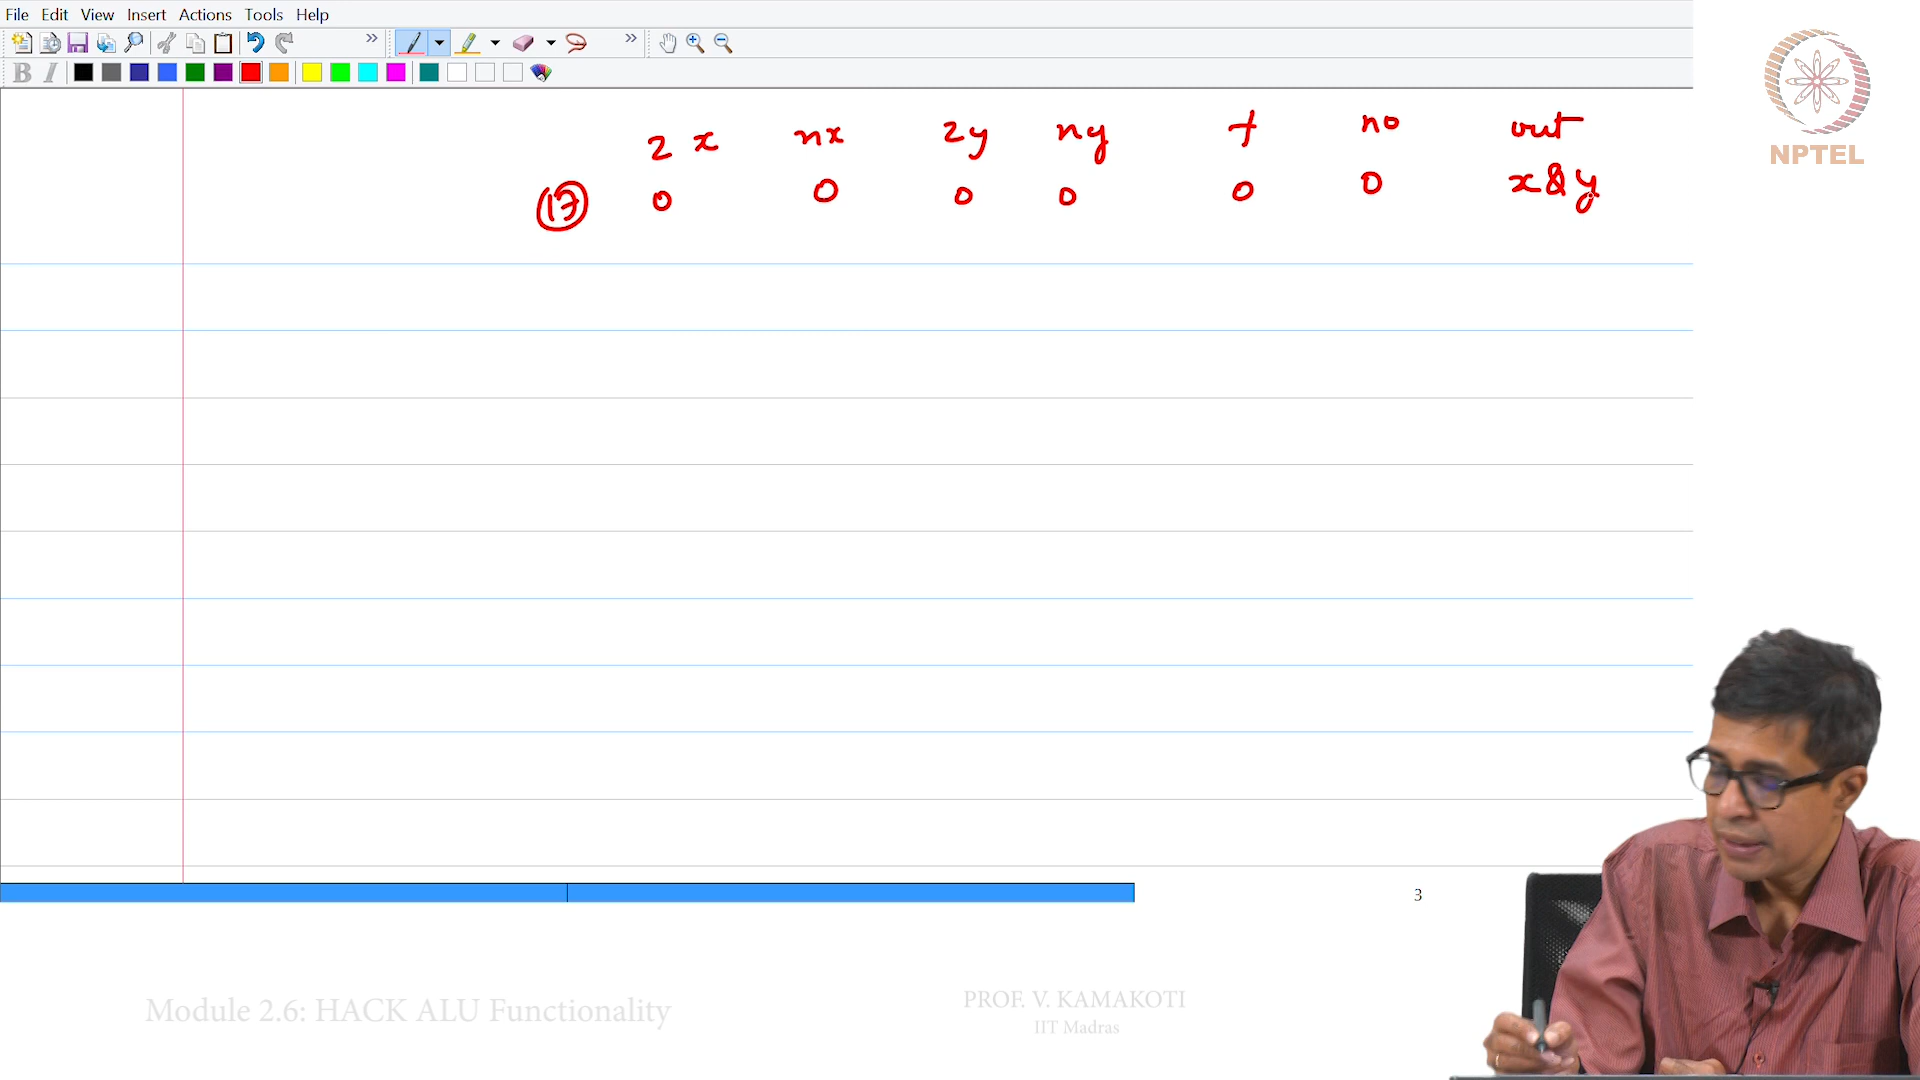 File Edit View Insert Actions Tools Help
B I
NPTEL
zx nx zy ny f no out
17 0 0 0 0 0 0 x&y
3
Module 2.6: HACK ALU Functionality
PROF. V. KAMAKOTI
IIT Madras